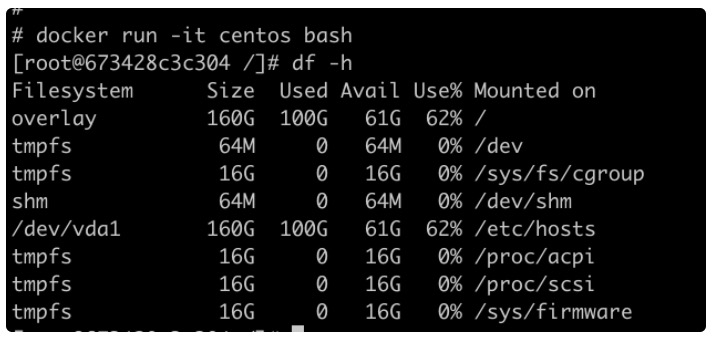 #
# docker run -it centos bash
[root@673428c3c304 /]# df -h
Filesystem      Size  Used Avail Use% Mounted on
overlay         160G  100G   61G  62% /
tmpfs            64M     0   64M   0% /dev
tmpfs            16G     0   16G   0% /sys/fs/cgroup
shm              64M     0   64M   0% /dev/shm
/dev/vda1       160G  100G   61G  62% /etc/hosts
tmpfs            16G     0   16G   0% /proc/acpi
tmpfs            16G     0   16G   0% /proc/scsi
tmpfs            16G     0   16G   0% /sys/firmware